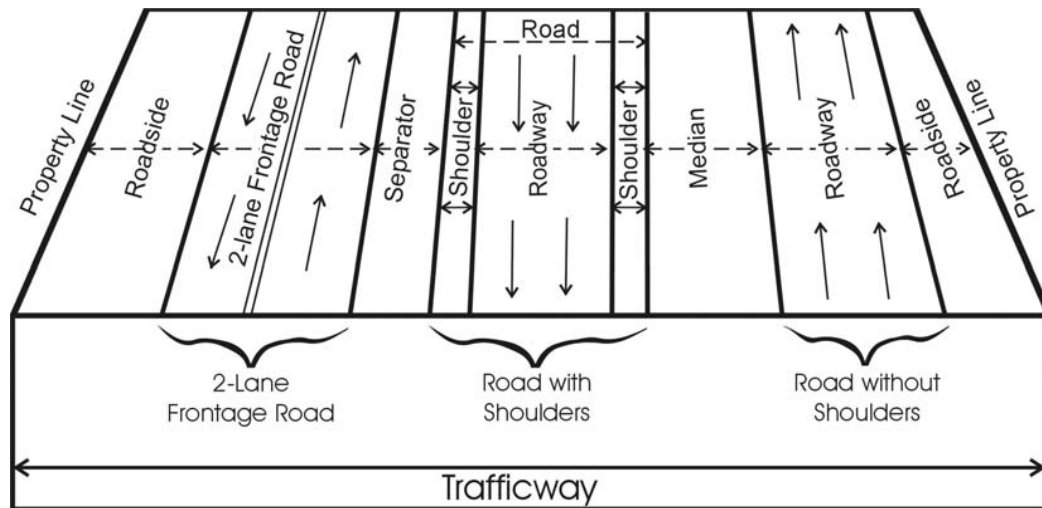 Road
Property Line
Roadside
2-lane Frontage Road
Separator
Shoulder
Roadway
Shoulder
Median
Roadway
Roadside
Property Line
2-Lane
Frontage Road
Road with
Shoulders
Road without
Shoulders
Trafficway